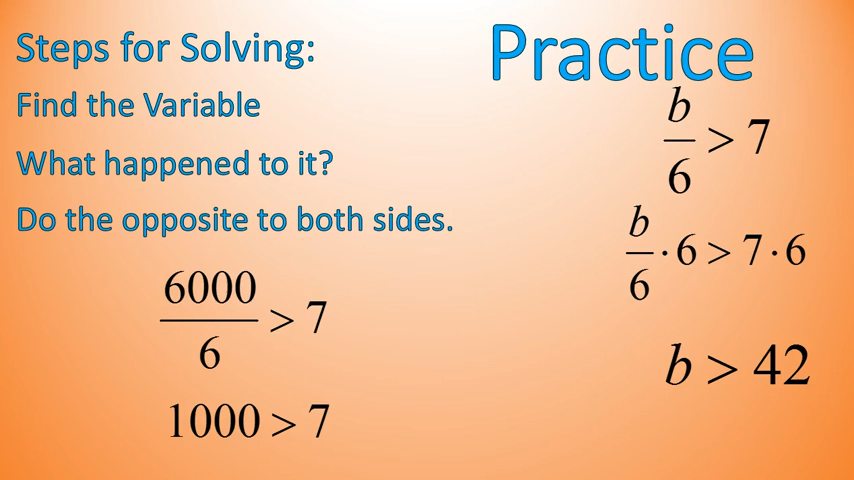 Steps for Solving:
Find the Variable
What happened to it?
Do the opposite to both sides.
6000/6 > 7
1000 > 7
Practice
b/6 > 7
b/6 · 6 > 7 · 6
b > 42